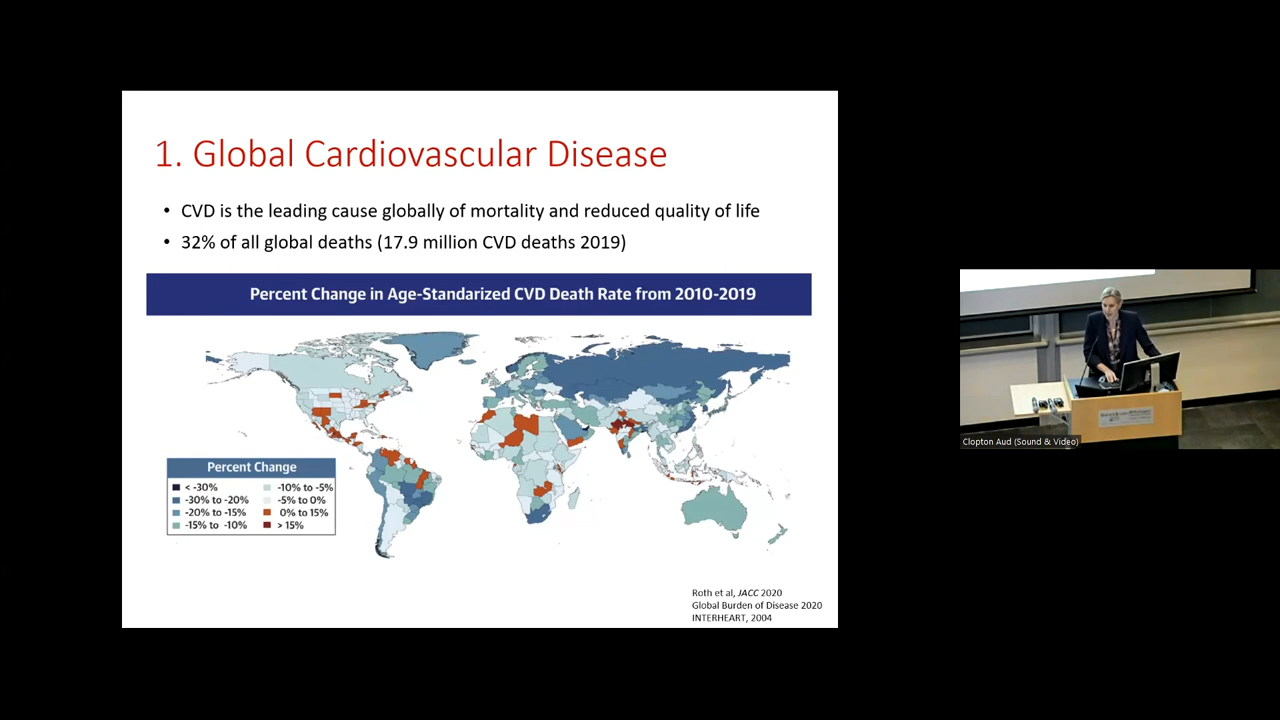 1. Global Cardiovascular Disease
• CVD is the leading cause globally of mortality and reduced quality of life
• 32% of all global deaths (17.9 million CVD deaths 2019)
Percent Change in Age-Standarized CVD Death Rate from 2010-2019
Percent Change
< -30%
-30% to -20%
-20% to -15%
-15% to -10%
-10% to -5%
-5% to 0%
0% to 15%
> 15%
Roth et al, JACC 2020
Global Burden of Disease 2020
INTERHEART, 2004
Clopton Aud (Sound & Video)